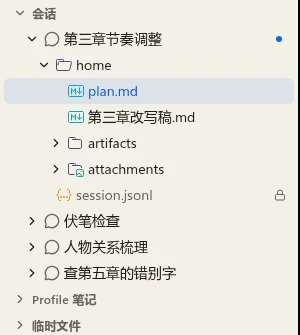 会话
第三章节奏调整
home
plan.md
第三章改写稿.md
artifacts
attachments
session.jsonl
伏笔检查
人物关系梳理
查第五章的错别字
Profile 笔记
临时文件